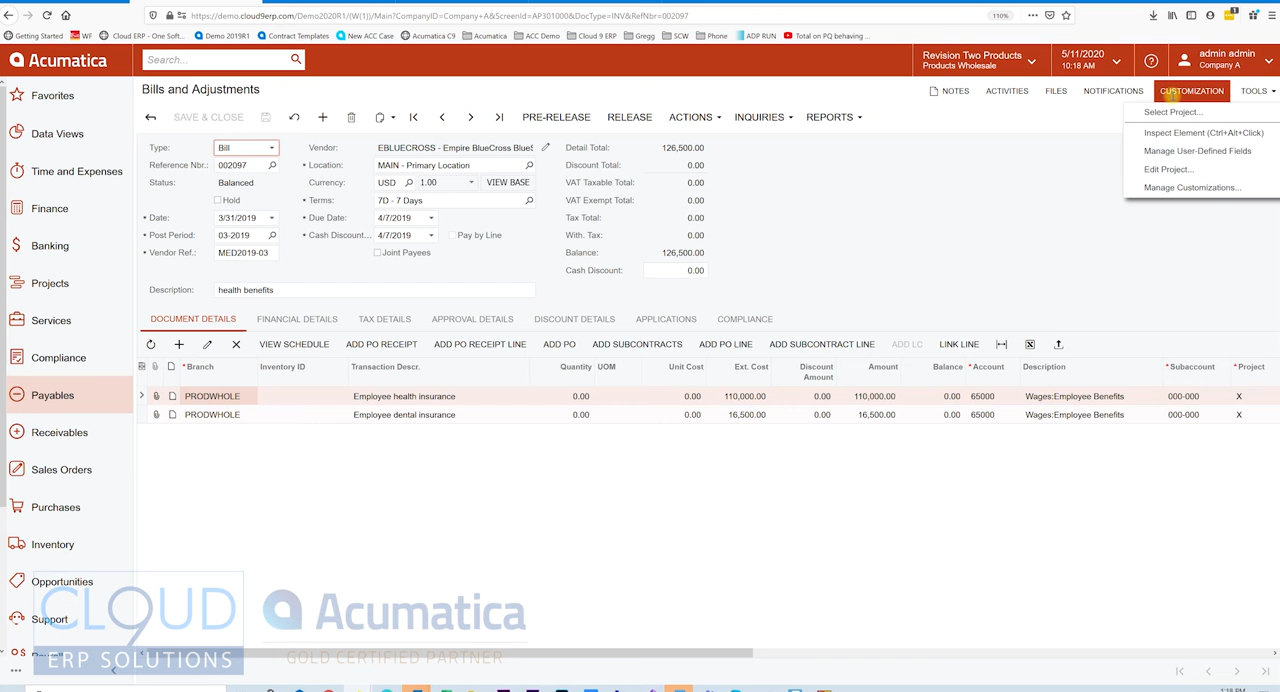 https://demo.cloud9erp.com/Demo2020R1/(W(1))/Main?CompanyID=Company+A&ScreenId=AP301000&DocType=INV&RefNbr=002097
110%
Getting Started WF Cloud ERP - One Soft... Demo 2019R1 Contract Templates New ACC Case Acumatica C9 Acumatica ACC Demo Cloud 9 ERP Gregg SCW Phone ADP RUN Total on PQ behaving ...
Acumatica
Search...
Revision Two Products
Products Wholesale
5/11/2020
10:18 AM
admin admin
Company A
Favorites
Data Views
Time and Expenses
Finance
Banking
Projects
Services
Compliance
Payables
Receivables
Sales Orders
Purchases
Inventory
Opportunities
Support
Bills and Adjustments
NOTES ACTIVITIES FILES NOTIFICATIONS CUSTOMIZATION TOOLS
Select Project...
Inspect Element (Ctrl+Alt+Click)
Manage User-Defined Fields
Edit Project...
Manage Customizations...
SAVE & CLOSE PRE-RELEASE RELEASE ACTIONS INQUIRIES REPORTS
Type: Bill Vendor: EBLUECROSS - Empire BlueCross BlueS Detail Total: 126,500.00
Reference Nbr.: 002097 Location: MAIN - Primary Location Discount Total: 0.00
Status: Balanced Currency: USD 1.00 VIEW BASE VAT Taxable Total: 0.00
Hold Terms: 7D - 7 Days VAT Exempt Total: 0.00
Date: 3/31/2019 Due Date: 4/7/2019 Tax Total: 0.00
Post Period: 03-2019 Cash Discount... 4/7/2019 Pay by Line With. Tax: 0.00
Vendor Ref.: MED2019-03 Joint Payees Balance: 126,500.00
Cash Discount: 0.00
Description: health benefits
DOCUMENT DETAILS FINANCIAL DETAILS TAX DETAILS APPROVAL DETAILS DISCOUNT DETAILS APPLICATIONS COMPLIANCE
VIEW SCHEDULE ADD PO RECEIPT ADD PO RECEIPT LINE ADD PO ADD SUBCONTRACTS ADD PO LINE ADD SUBCONTRACT LINE ADD LC LINK LINE
*Branch Inventory ID Transaction Descr. Quantity UOM Unit Cost Ext. Cost Discount Amount Amount Balance *Account Description *Subaccount *Project
PRODWHOLE Employee health insurance 0.00 0.00 110,000.00 0.00 110,000.00 0.00 65000 Wages:Employee Benefits 000-000 X
PRODWHOLE Employee dental insurance 0.00 0.00 16,500.00 0.00 16,500.00 0.00 65000 Wages:Employee Benefits 000-000 X
CLOUD9
ERP SOLUTIONS
Acumatica
GOLD CERTIFIED PARTNER
1:18 PM